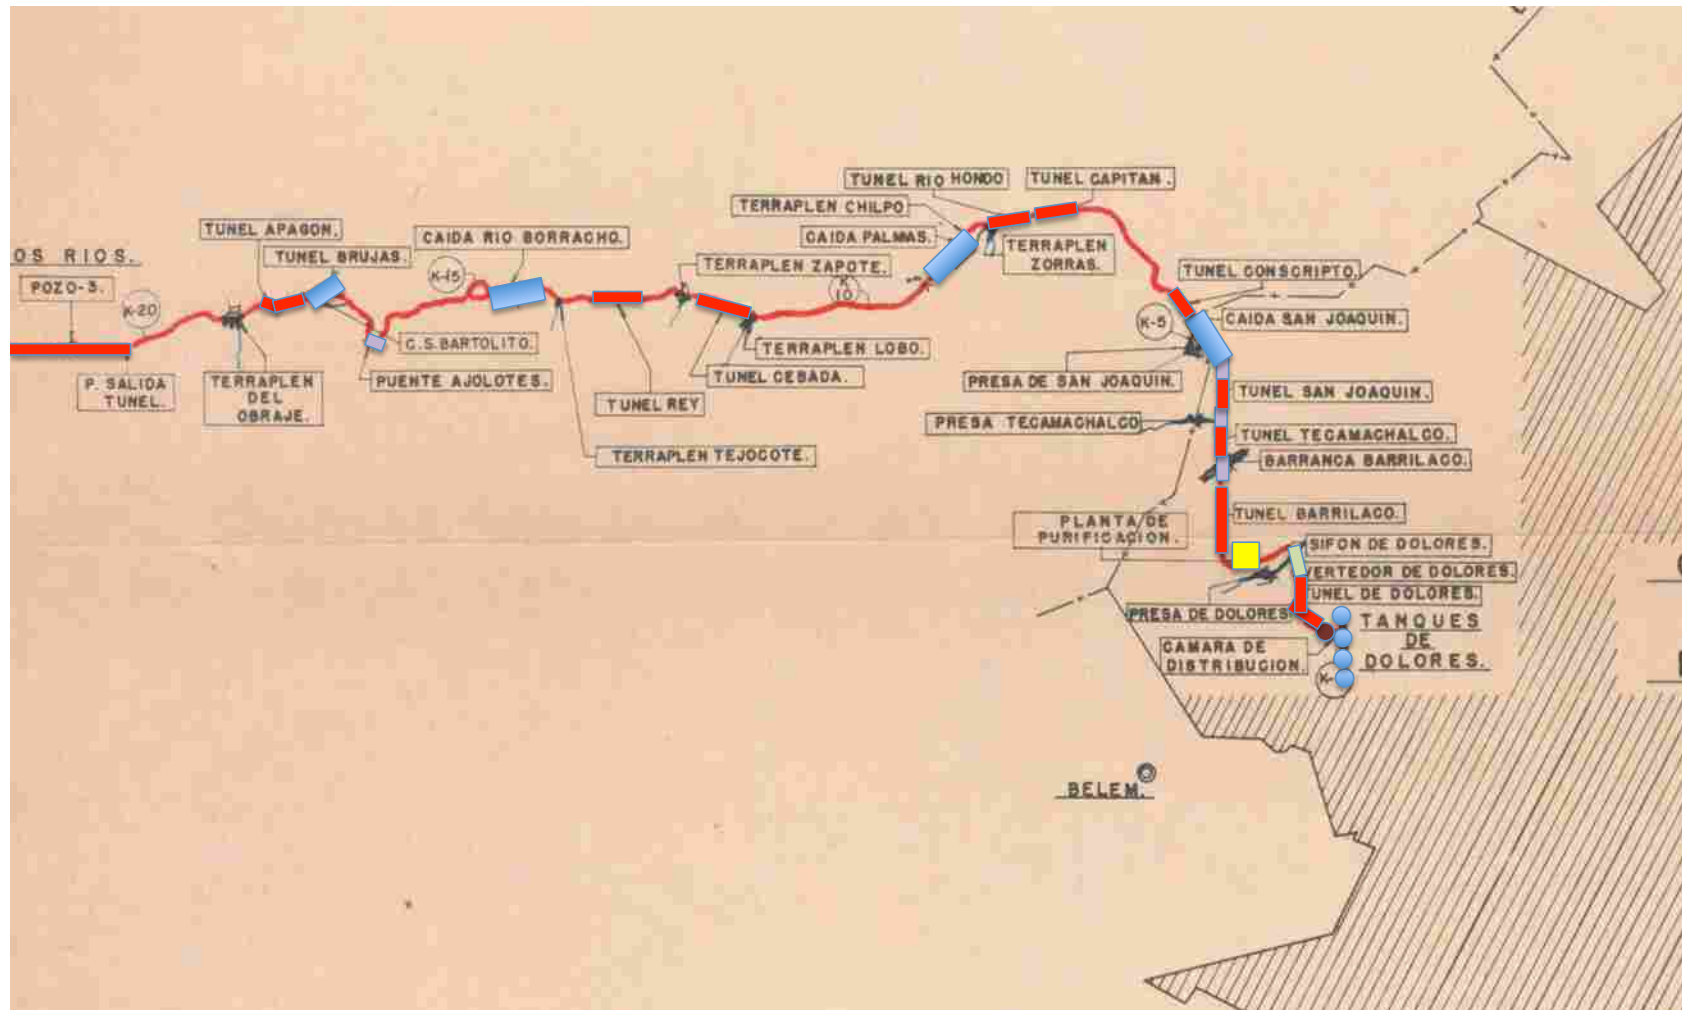 TUNEL RIO HONDO
TUNEL CAPITAN.
TERRAPLEN CHILPO
TUNEL APAGON.
CAIDA RIO BORRACHO.
CAIDA PALMAS.
OS RIOS.
TUNEL BRUJAS.
TERRAPLEN
ZORRAS.
TERRAPLEN ZAPOTE.
TUNEL CONSCRIPTO.
POZO-3.
K-15
K
10
K-20
K-5
CAIDA SAN JOAQUIN.
C.S.BARTOLITO.
TERRAPLEN LOBO.
P. SALIDA
TUNEL.
TERRAPLEN
DEL
OBRAJE.
PUENTE AJOLOTES.
TUNEL CEBADA.
PRESA DE SAN JOAQUIN.
TUNEL REY
TUNEL SAN JOAQUIN.
PRESA TECAMACHALCO
TUNEL TECAMACHALCO.
TERRAPLEN TEJOCOTE.
BARRANCA BARRILACO.
TUNEL BARRILACO.
PLANTA DE
PURIFICACION.
SIFON DE DOLORES.
VERTEDOR DE DOLORES.
TUNEL DE DOLORES.
PRESA DE DOLORES
TANQUES
DE
DOLORES.
CAMARA DE
DISTRIBUCION.
K-
BELEM.